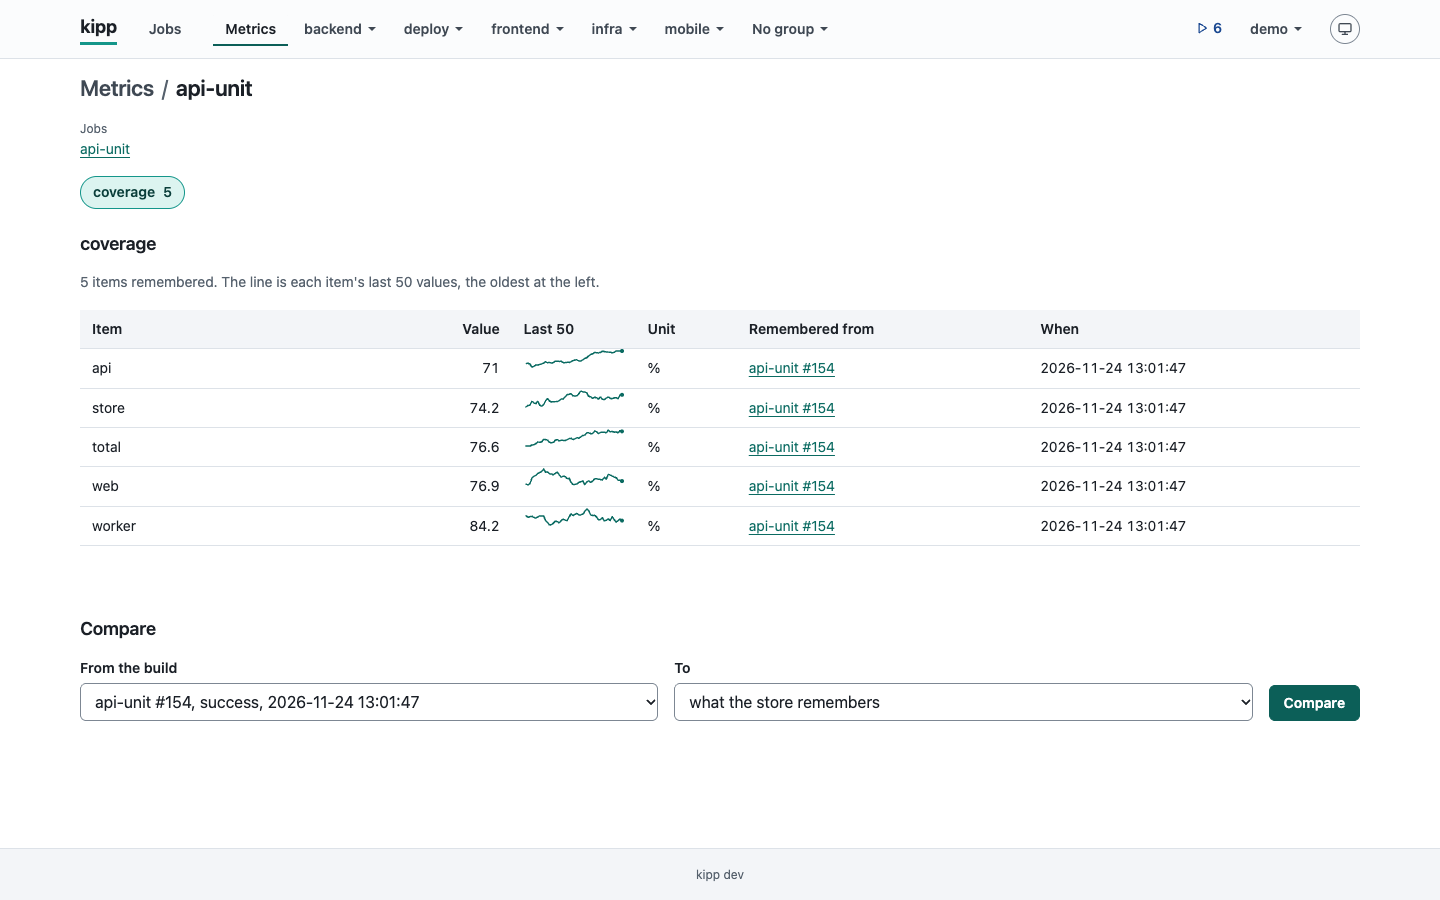 kipp Jobs Metrics backend deploy frontend infra mobile No group 6 demo
Metrics / api-unit
Jobs
api-unit
coverage 5
coverage
5 items remembered. The line is each item's last 50 values, the oldest at the left.
Item Value Last 50 Unit Remembered from When
api 71 % api-unit #154 2026-11-24 13:01:47
store 74.2 % api-unit #154 2026-11-24 13:01:47
total 76.6 % api-unit #154 2026-11-24 13:01:47
web 76.9 % api-unit #154 2026-11-24 13:01:47
worker 84.2 % api-unit #154 2026-11-24 13:01:47
Compare
From the build To
api-unit #154, success, 2026-11-24 13:01:47 what the store remembers Compare
kipp dev